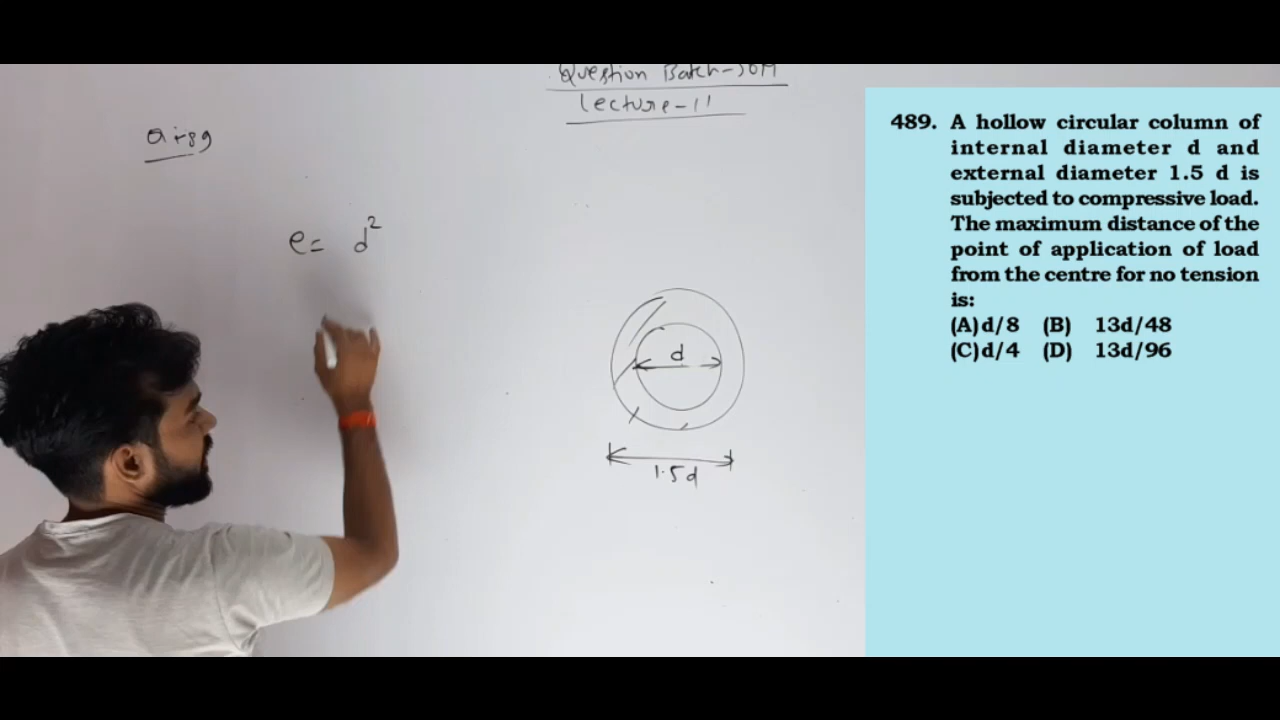 Question Batch-SOM
Lecture-11
e= d²
d
1.5d
489. A hollow circular column of
internal diameter d and
external diameter 1.5 d is
subjected to compressive load.
The maximum distance of the
point of application of load
from the centre for no tension
is:
(A) d/8 (B) 13d/48
(C) d/4 (D) 13d/96